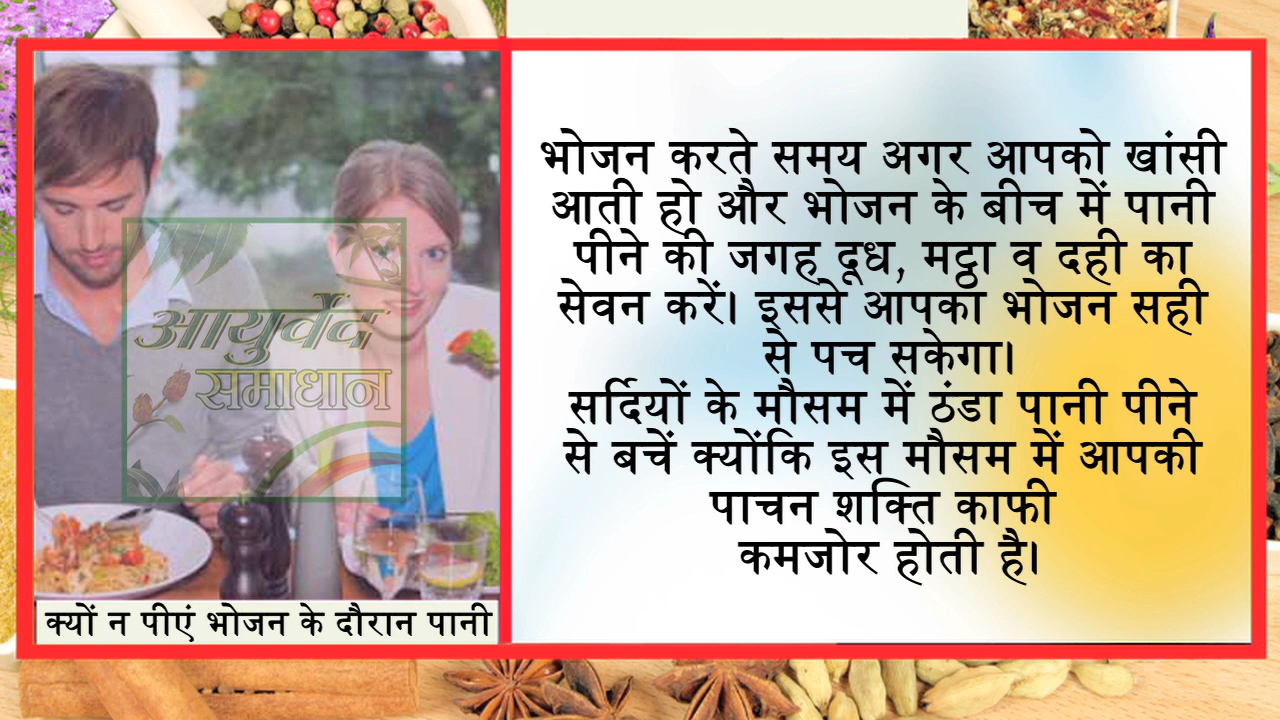 भोजन करते समय अगर आपको खांसी
आती हो और भोजन के बीच में पानी
पीने की जगह दूध, मट्ठा व दही का
सेवन करें। इससे आपका भोजन सही
से पच सकेगा।
सर्दियों के मौसम में ठंडा पानी पीने
से बचें क्योंकि इस मौसम में आपकी
पाचन शक्ति काफी
कमजोर होती है।
आयुर्वेद
समाधान
क्यों न पीएं भोजन के दौरान पानी